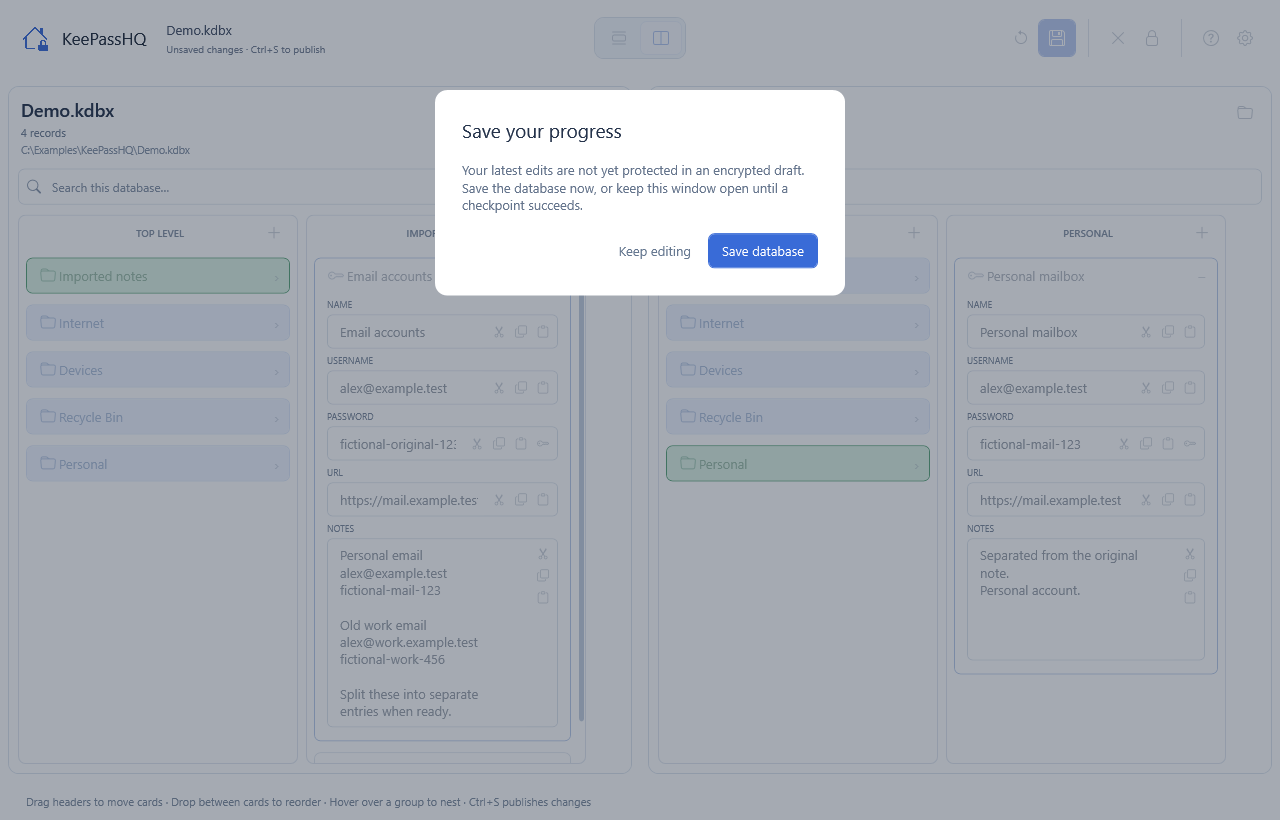 KeePassHQ
Demo.kdbx
Unsaved changes · Ctrl+S to publish
Demo.kdbx
4 records
C:\Examples\KeePassHQ\Demo.kdbx
Search this database...
Save your progress
Your latest edits are not yet protected in an encrypted draft.
Save the database now, or keep this window open until a
checkpoint succeeds.
Keep editing
Save database
TOP LEVEL
Imported notes
Internet
Devices
Recycle Bin
Personal
Email accounts
NAME
Email accounts
USERNAME
alex@example.test
PASSWORD
fictional-original-123
URL
https://mail.example.tes
NOTES
Personal email
alex@example.test
fictional-mail-123
Old work email
alex@work.example.test
fictional-work-456
Split these into separate
entries when ready.
Internet
Devices
Recycle Bin
Personal
PERSONAL
Personal mailbox
NAME
Personal mailbox
USERNAME
alex@example.test
PASSWORD
fictional-mail-123
URL
https://mail.example.test
NOTES
Separated from the original
note.
Personal account.
Drag headers to move cards · Drop between cards to reorder · Hover over a group to nest · Ctrl+S publishes changes